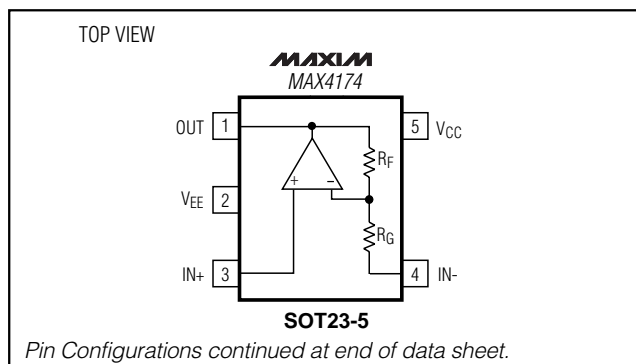 TOP VIEW
MAXIM
MAX4174
OUT 1
5 VCC
RF
+ −
VEE 2
RG
IN+ 3
4 IN-
SOT23-5
Pin Configurations continued at end of data sheet.